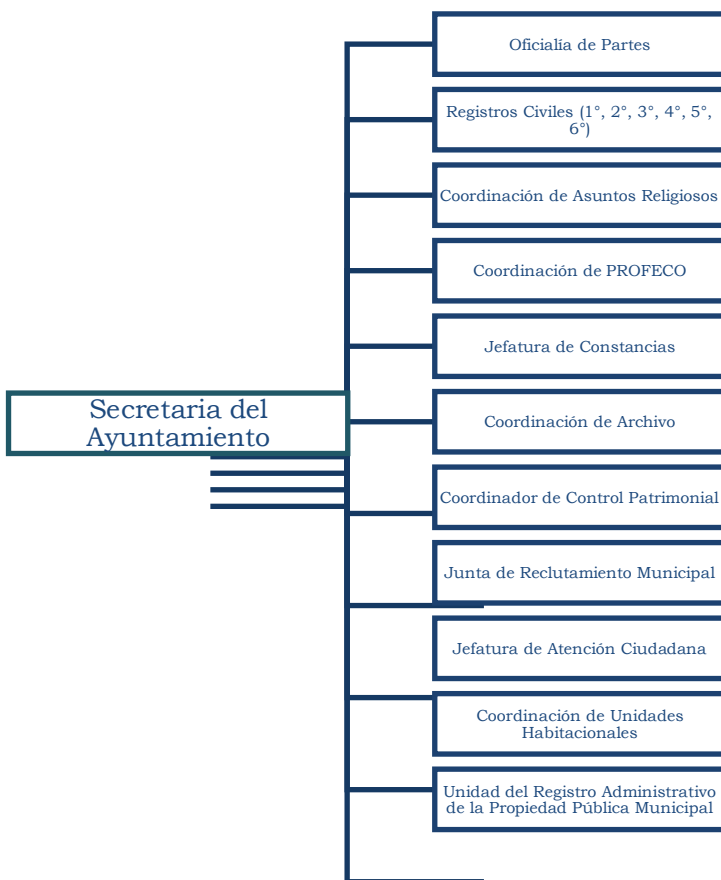 Oficialía de Partes
Registros Civiles (1°, 2°, 3°, 4°, 5°,
6°)
Coordinación de Asuntos Religiosos
Coordinación de PROFECO
Jefatura de Constancias
Secretaria del
Ayuntamiento
Coordinación de Archivo
Coordinador de Control Patrimonial
Junta de Reclutamiento Municipal
Jefatura de Atención Ciudadana
Coordinación de Unidades
Habitacionales
Unidad del Registro Administrativo
de la Propiedad Pública Municipal